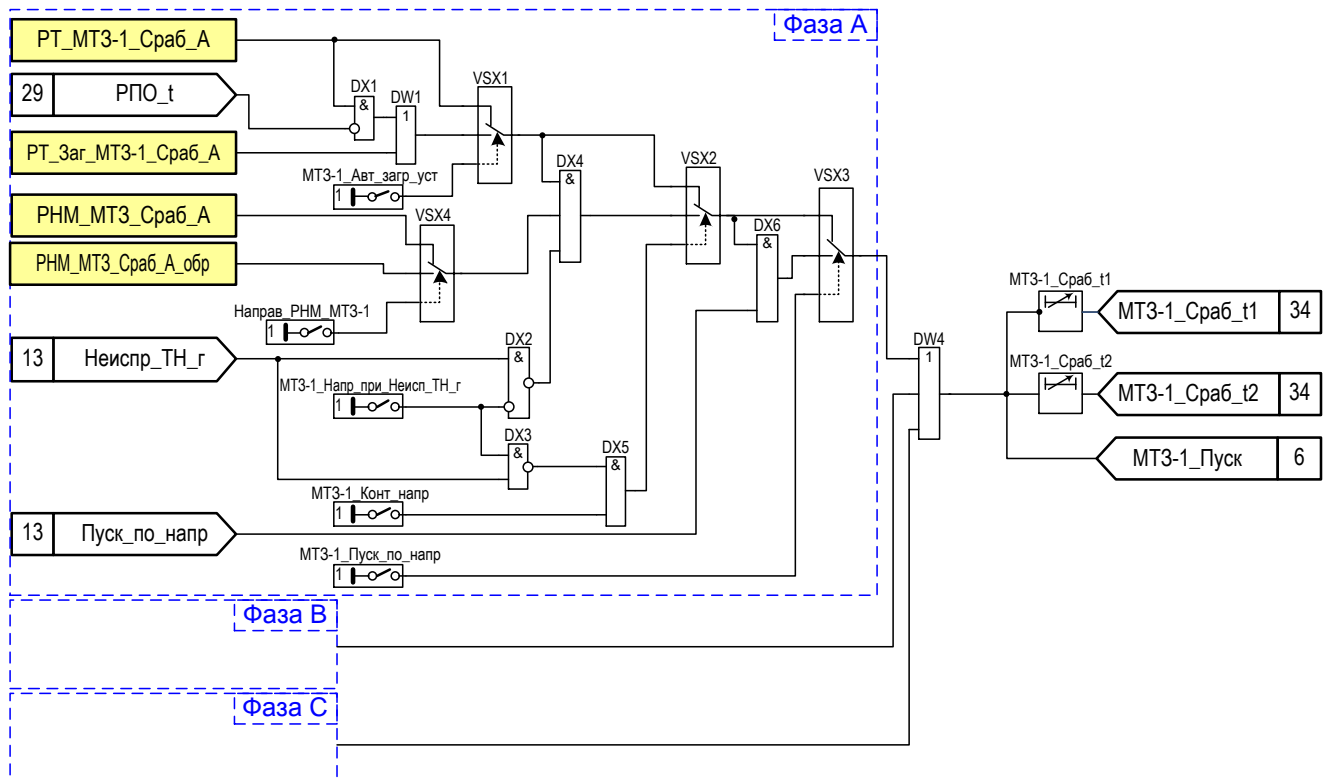 Фаза А
РТ_МТЗ-1_Сраб_А
29 РПО_t
РТ_Заг_МТЗ-1_Сраб_А
РНМ_МТЗ_Сраб_А
РНМ_МТЗ_Сраб_А_обр
13 Неиспр_ТН_г
13 Пуск_по_напр
DX1
&
DW1
1
VSX1
МТЗ-1_Авт_загр_уст
1
VSX4
Направ_РНМ_МТЗ-1
1
DX4
&
DX2
&
МТЗ-1_Напр_при_Неисп_ТН_г
1
DX3
&
DX5
&
МТЗ-1_Конт_напр
1
МТЗ-1_Пуск_по_напр
1
VSX2
DX6
&
VSX3
DW4
1
МТЗ-1_Сраб_t1
МТЗ-1_Сраб_t1 34
МТЗ-1_Сраб_t2
МТЗ-1_Сраб_t2 34
МТЗ-1_Пуск 6
Фаза В
Фаза С